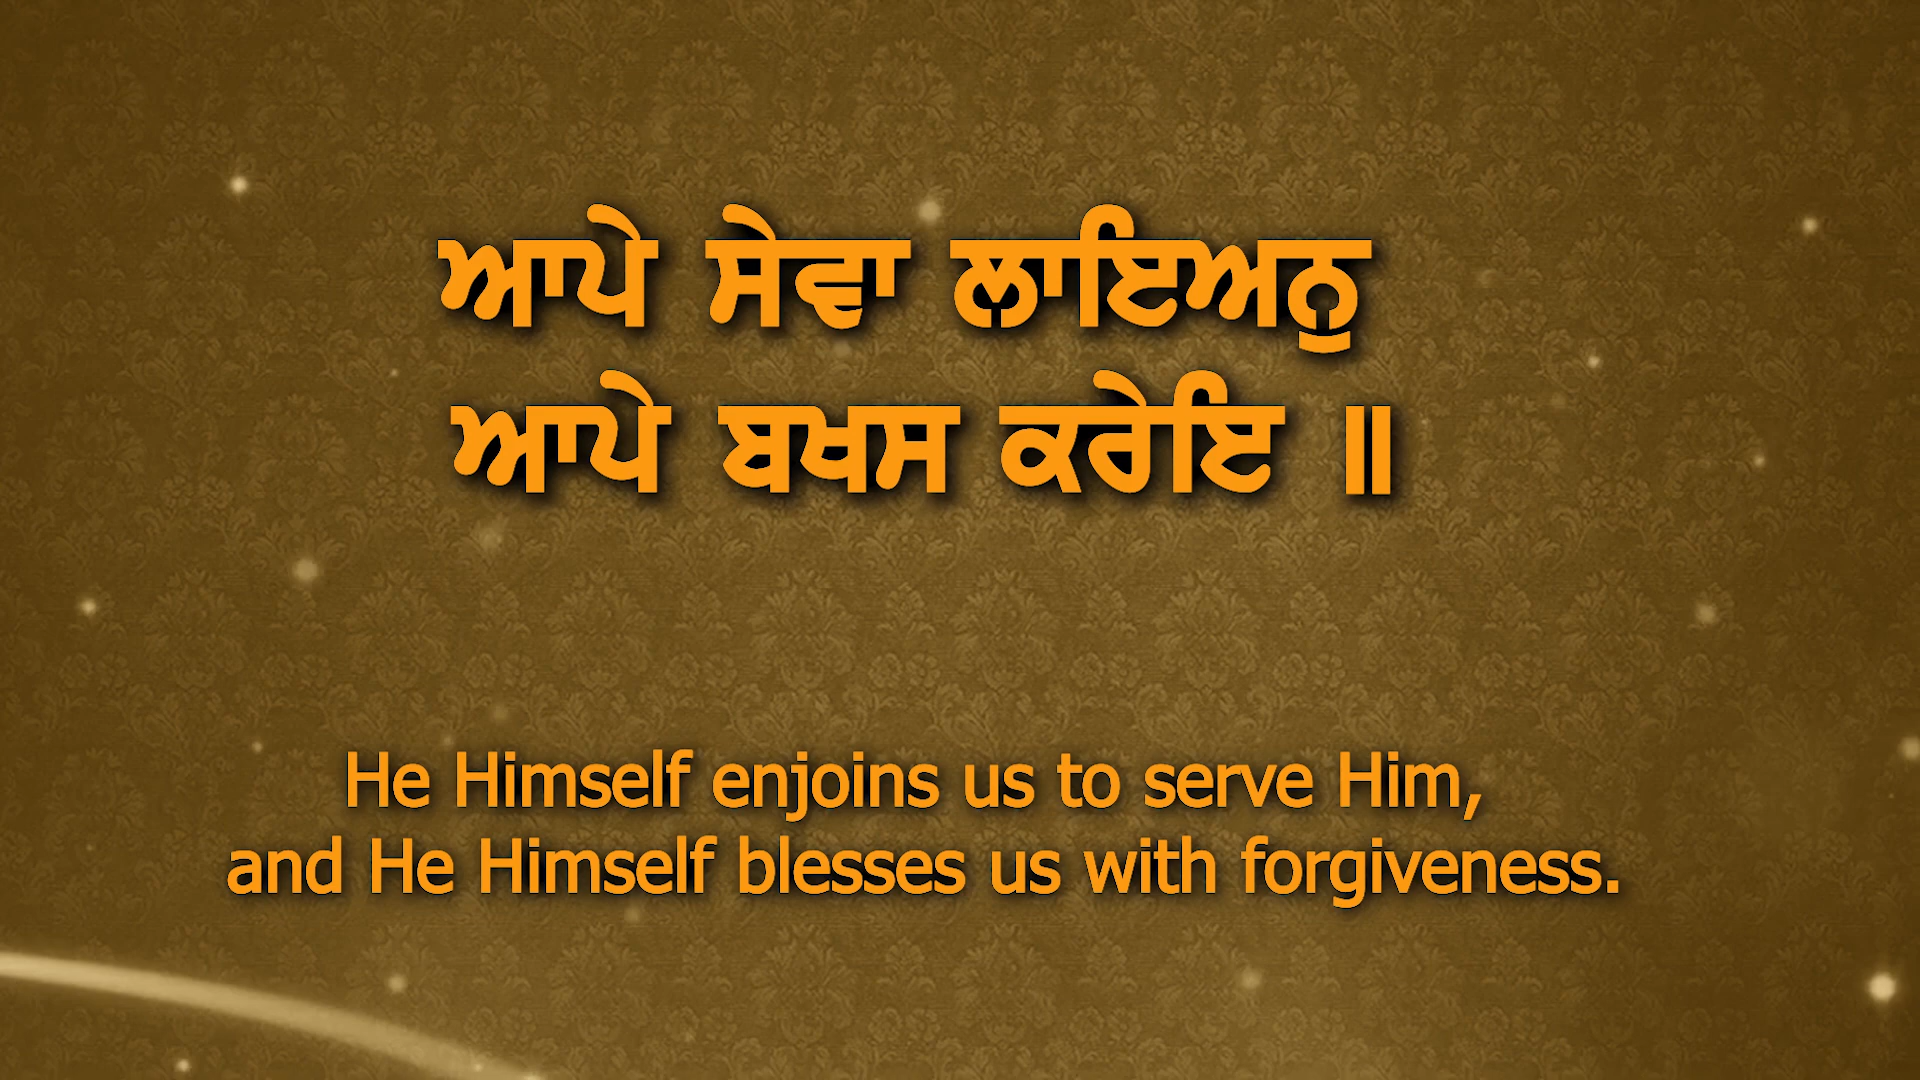 ਆਪੇ ਸੇਵਾ ਲਾਇਅਨੁ
ਆਪੇ ਬਖਸ ਕਰੇਇ ॥
He Himself enjoins us to serve Him,
and He Himself blesses us with forgiveness.